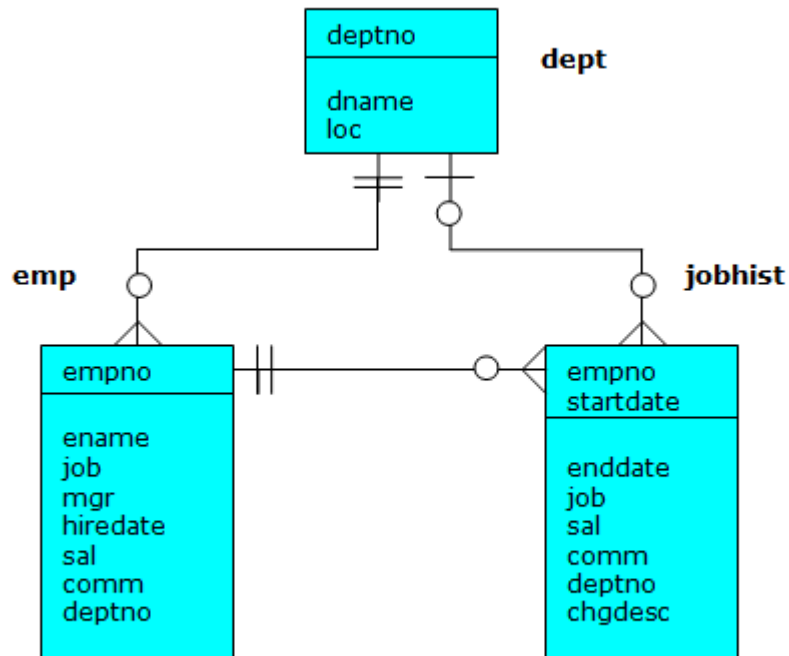 deptno
dept
dname
loc
emp
jobhist
empno
ename
job
mgr
hiredate
sal
comm
deptno
empno
startdate
enddate
job
sal
comm
deptno
chgdesc